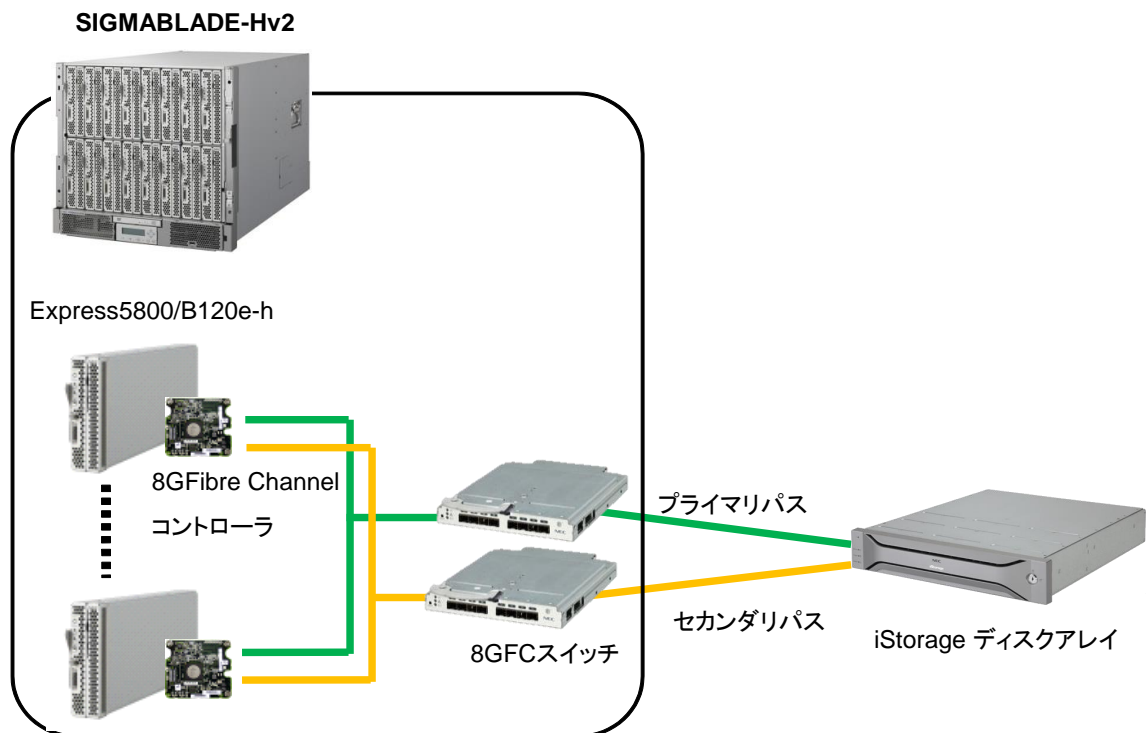 SIGMABLADE-Hv2
Express5800/B120e-h
8GFibre Channel
コントローラ
プライマリパス
セカンダリパス
8GFCスイッチ
iStorage ディスクアレイ